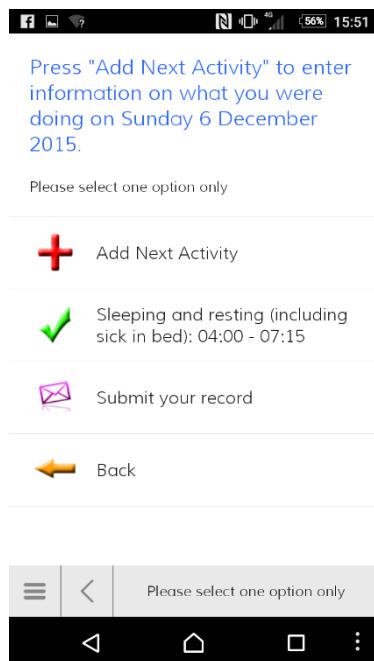 4G 56% 15:51
Press "Add Next Activity" to enter
information on what you were
doing on Sunday 6 December
2015.
Please select one option only
Add Next Activity
Sleeping and resting (including
sick in bed): 04:00 - 07:15
Submit your record
Back
Please select one option only